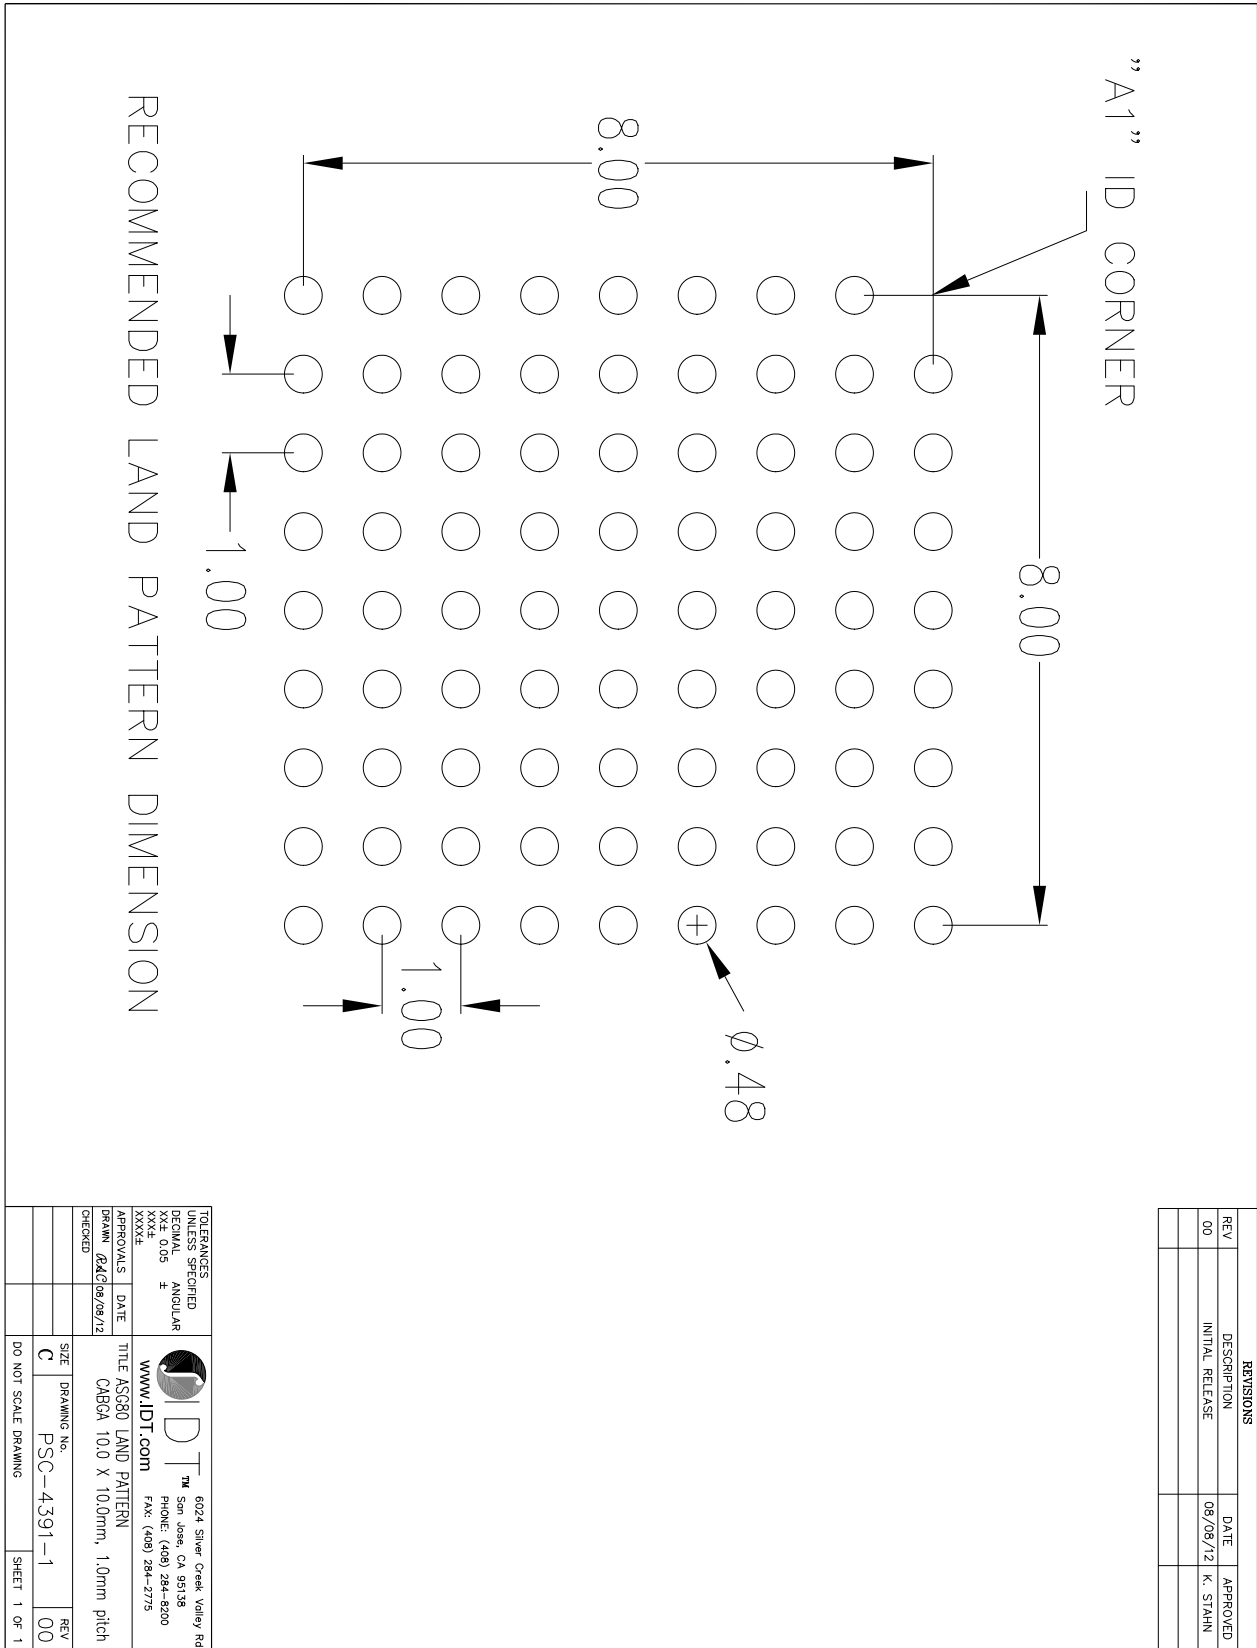 "A1" ID CORNER
8.00
8.00
1.00
1.00
Ø.48
RECOMMENDED LAND PATTERN DIMENSION
REVISIONS
REV DESCRIPTION DATE APPROVED
00 INITIAL RELEASE 08/08/12 K. STAHN
TOLERANCES
UNLESS SPECIFIED
DECIMAL ANGULAR
XX± 0.05 ±
XXX±
XXXX±
APPROVALS DATE
DRAWN RAC 08/08/12
CHECKED
IDT™
www.IDT.com
6024 Silver Creek Valley Rd
San Jose, CA 95138
PHONE: (408) 284-8200
FAX: (408) 284-2775
TITLE ASG80 LAND PATTERN
CABGA 10.0 X 10.0mm, 1.0mm pitch
SIZE DRAWING No. REV
C PSC-4391-1 00
DO NOT SCALE DRAWING SHEET 1 OF 1